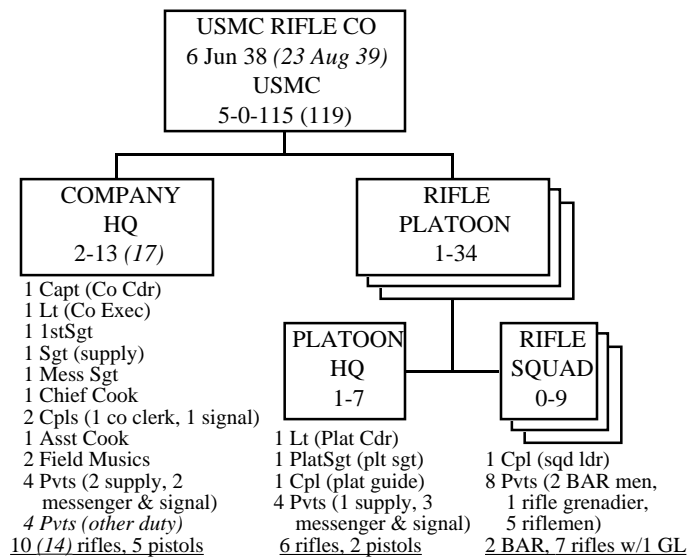 USMC RIFLE CO
6 Jun 38 (23 Aug 39)
USMC
5-0-115 (119)
COMPANY
HQ
2-13 (17)
1 Capt (Co Cdr)
1 Lt (Co Exec)
1 1stSgt
1 Sgt (supply)
1 Mess Sgt
1 Chief Cook
2 Cpls (1 co clerk, 1 signal)
1 Asst Cook
2 Field Musics
4 Pvts (2 supply, 2
messenger & signal)
4 Pvts (other duty)
10 (14) rifles, 5 pistols
RIFLE
PLATOON
1-34
PLATOON
HQ
1-7
1 Lt (Plat Cdr)
1 PlatSgt (plt sgt)
1 Cpl (plat guide)
4 Pvts (1 supply, 3
messenger & signal)
6 rifles, 2 pistols
RIFLE
SQUAD
0-9
1 Cpl (sqd ldr)
8 Pvts (2 BAR men,
1 rifle grenadier,
5 riflemen)
2 BAR, 7 rifles w/1 GL